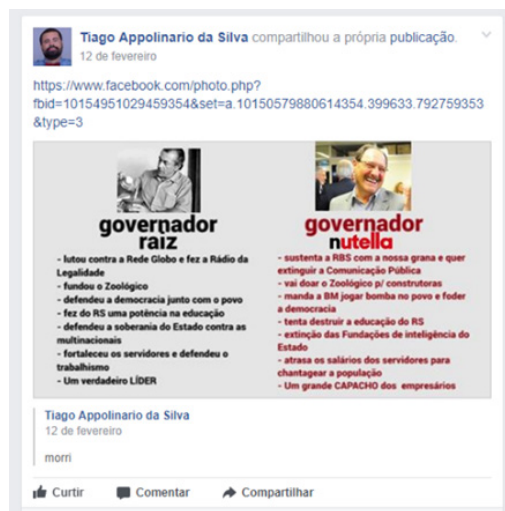 Tiago Appolinario da Silva compartilhou a própria publicação.
12 de fevereiro
https://www.facebook.com/photo.php?
fbid=10154951029459354&set=a.10150579880614354.399633.792759353
&type=3
governador
raiz
- lutou contra a Rede Globo e fez a Rádio da
Legalidade
- fundou o Zoológico
- defendeu a democracia junto com o povo
- fez do RS uma potência na educação
- defendeu a soberania do Estado contra as
multinacionais
- fortaleceu os servidores e defendeu o
trabalhismo
- Um verdadeiro LÍDER
governador
nutella
- sustenta a RBS com a nossa grana e quer
extinguir a Comunicação Pública
- vai doar o Zoológico p/ construtoras
- manda a BM jogar bomba no povo e foder
a democracia
- tenta destruir a educação do RS
- extinção das Fundações de inteligência do
Estado
- atrasa os salários dos servidores para
chantagear a população
- Um grande CAPACHO dos empresários
Tiago Appolinario da Silva
12 de fevereiro
morri
Curtir Comentar Compartilhar